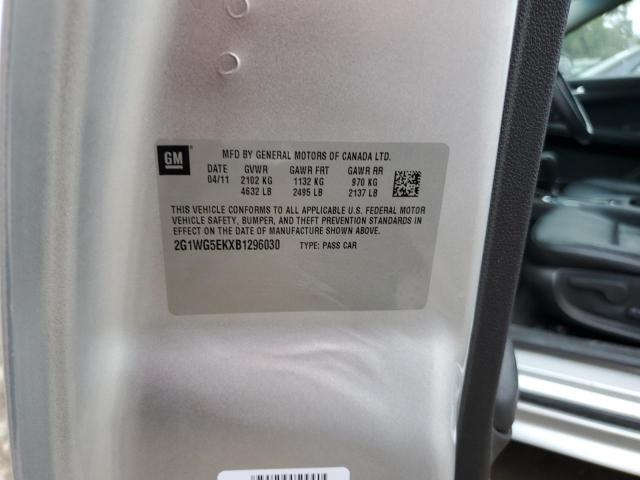 GM
MFD BY GENERAL MOTORS OF CANADA LTD.
DATE GVWR GAWR FRT GAWR RR
04/11 2102 KG 1132 KG 970 KG
4632 LB 2495 LB 2137 LB
THIS VEHICLE CONFORMS TO ALL APPLICABLE U.S. FEDERAL MOTOR
VEHICLE SAFETY, BUMPER, AND THEFT PREVENTION STANDARDS
IN EFFECT ON THE DATE OF MANUFACTURE SHOWN ABOVE.
2G1WG5EKXB1296030 TYPE: PASS CAR